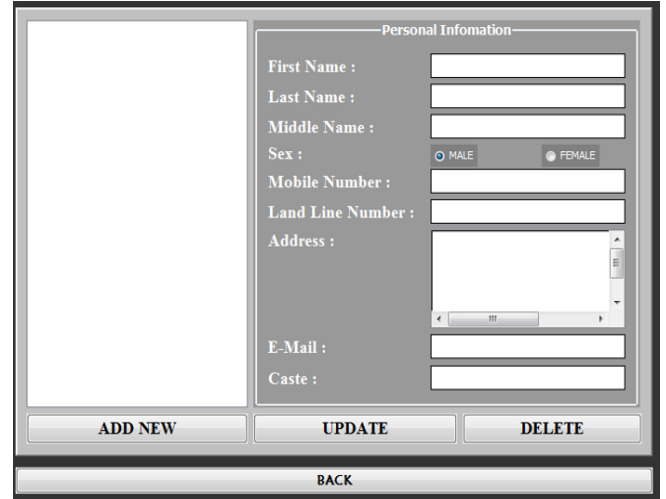 Personal Infomation
First Name :
Last Name :
Middle Name :
Sex :
MALE
FEMALE
Mobile Number :
Land Line Number :
Address :
E-Mail :
Caste :
ADD NEW
UPDATE
DELETE
BACK